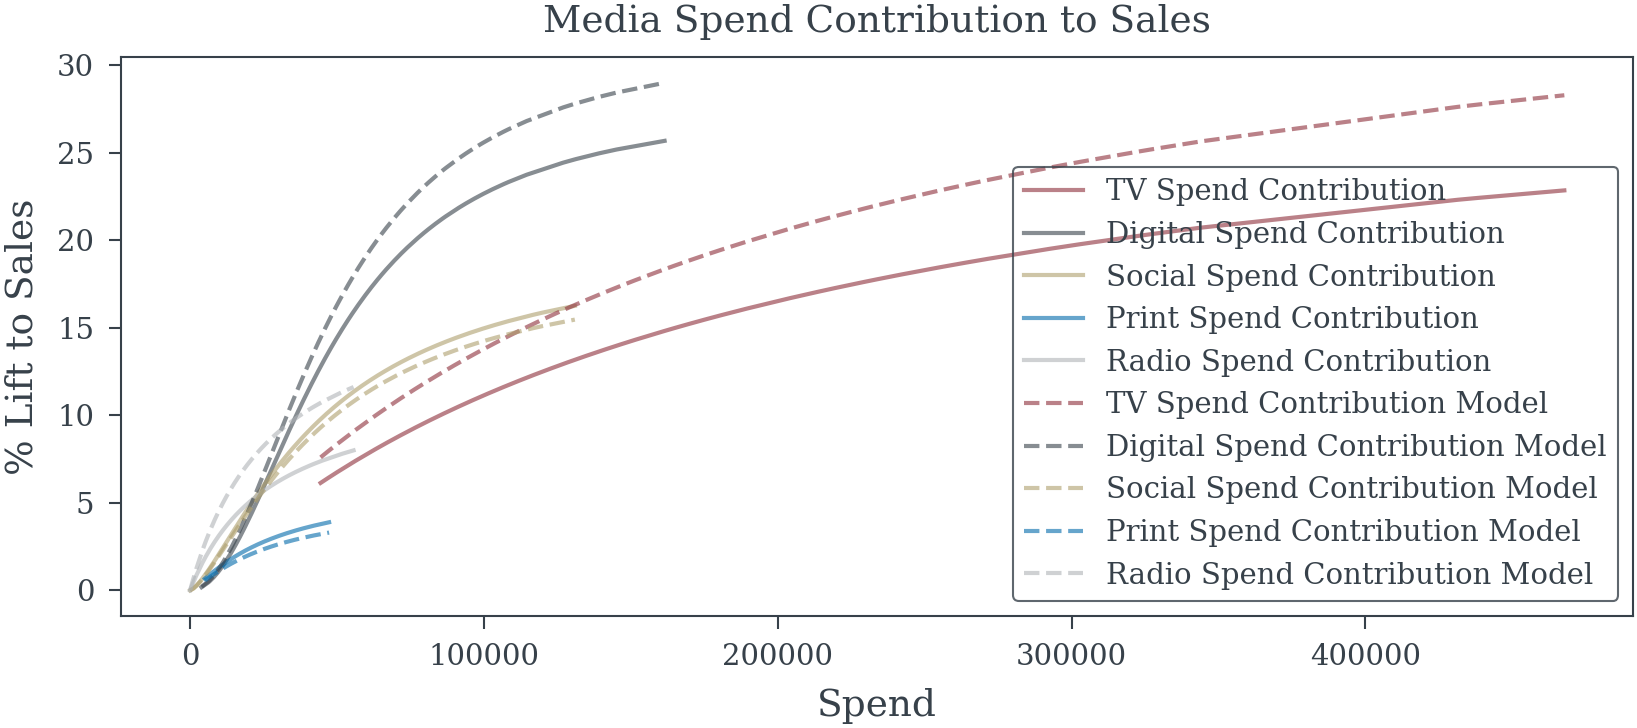 Media Spend Contribution to Sales
% Lift to Sales
30
25
20
15
10
5
0
TV Spend Contribution
Digital Spend Contribution
Social Spend Contribution
Print Spend Contribution
Radio Spend Contribution
TV Spend Contribution Model
Digital Spend Contribution Model
Social Spend Contribution Model
Print Spend Contribution Model
Radio Spend Contribution Model
0 100000 200000 300000 400000
Spend